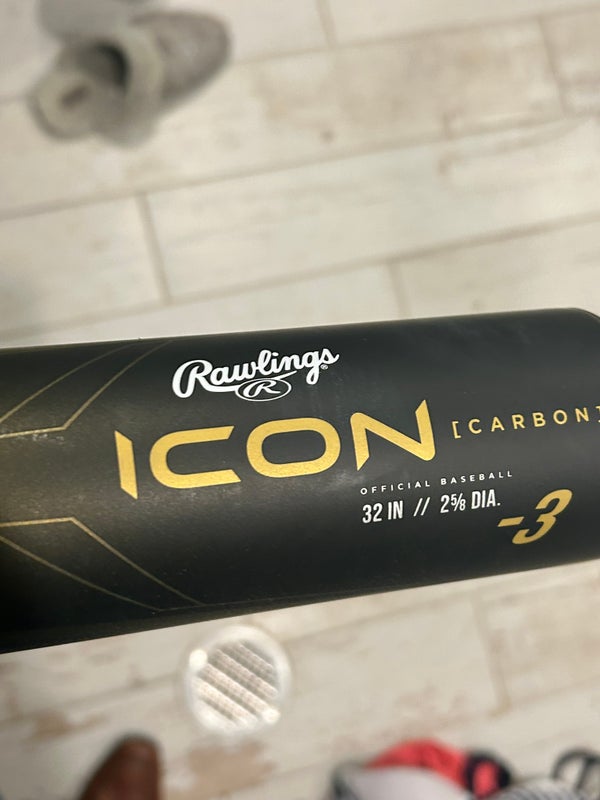 Rawlings®
R
ICON [CARBON]
OFFICIAL BASEBALL
32 IN // 2⅝ DIA.
-3